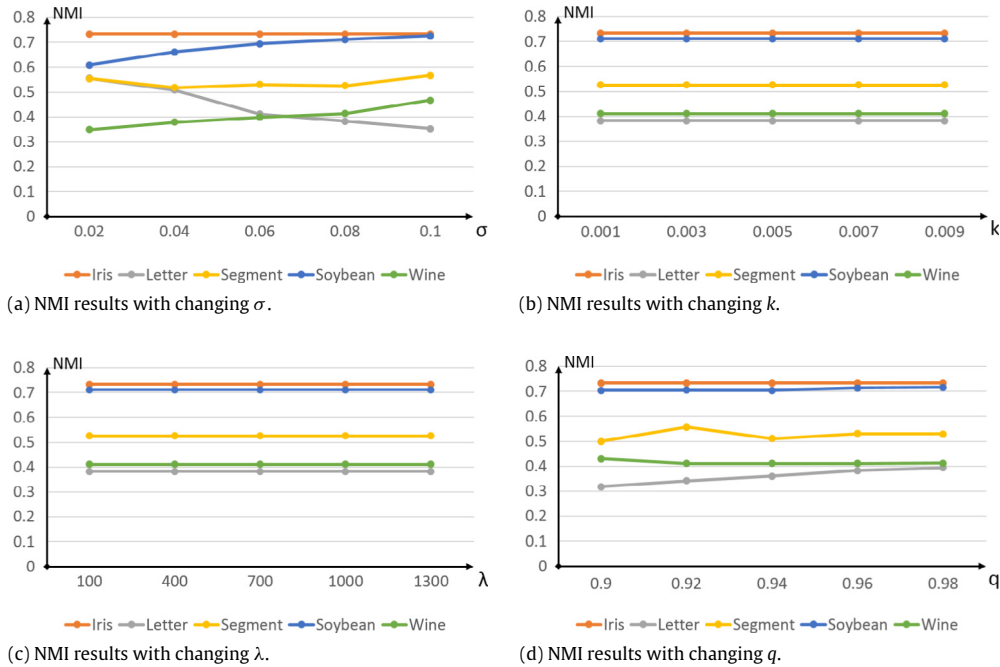 NMI
0.8
0.7
0.6
0.5
0.4
0.3
0.2
0.1
0
0.02 0.04 0.06 0.08 0.1 σ
Iris Letter Segment Soybean Wine
(a) NMI results with changing σ.
NMI
0.8
0.7
0.6
0.5
0.4
0.3
0.2
0.1
0
0.001 0.003 0.005 0.007 0.009 k
Iris Letter Segment Soybean Wine
(b) NMI results with changing k.
NMI
0.8
0.7
0.6
0.5
0.4
0.3
0.2
0.1
0
100 400 700 1000 1300 λ
Iris Letter Segment Soybean Wine
(c) NMI results with changing λ.
NMI
0.8
0.7
0.6
0.5
0.4
0.3
0.2
0.1
0
0.9 0.92 0.94 0.96 0.98 q
Iris Letter Segment Soybean Wine
(d) NMI results with changing q.